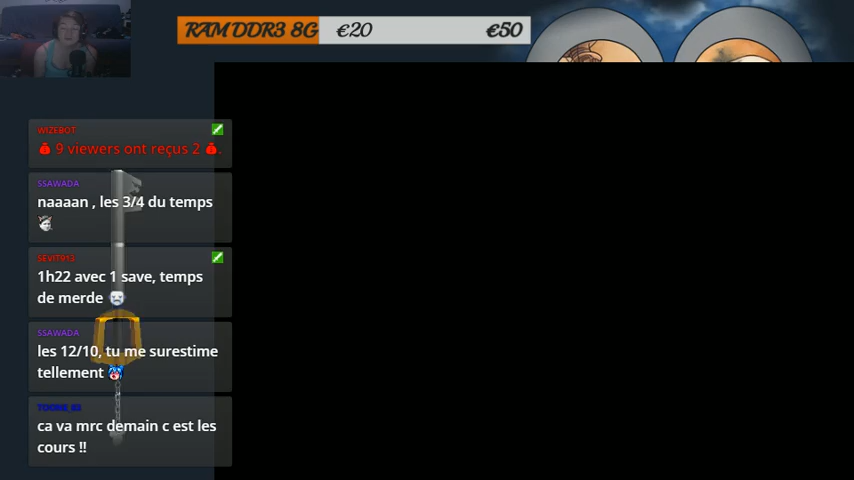 RAM DDR3 8G €20 €50
WIZEBOT
9 viewers ont reçus 2 .
SSAWADA
naaaan , les 3/4 du temps
SEVIT913
1h22 avec 1 save, temps
de merde
SSAWADA
les 12/10, tu me surestime
tellement
ca va mrc demain c est les
cours !!